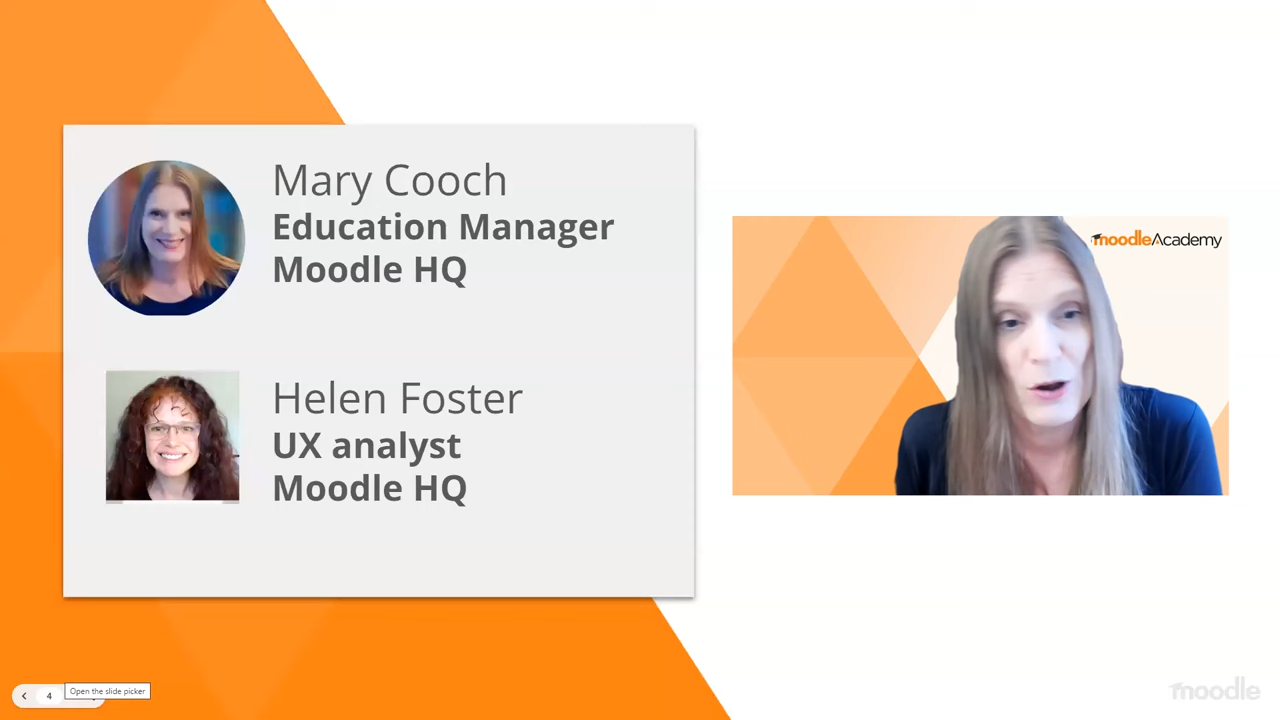 Mary Cooch
Education Manager
Moodle HQ
Helen Foster
UX analyst
Moodle HQ
moodleAcademy
4
Open the slide picker
moodle